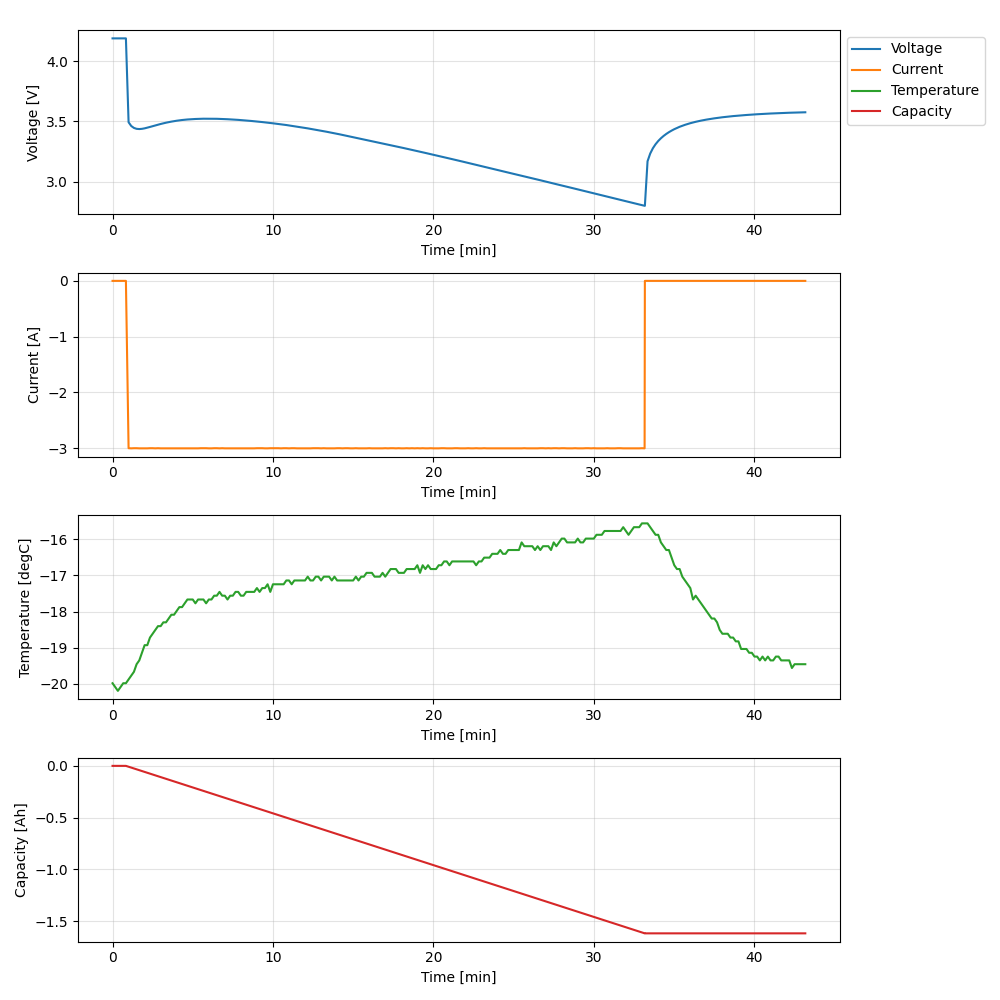 4.0
3.5
3.0
Voltage [V]
0 10 20 30 40
Time [min]
Voltage
Current
Temperature
Capacity
0
−1
−2
−3
Current [A]
0 10 20 30 40
Time [min]
−16
−17
−18
−19
−20
Temperature [degC]
0 10 20 30 40
Time [min]
0.0
−0.5
−1.0
−1.5
Capacity [Ah]
0 10 20 30 40
Time [min]